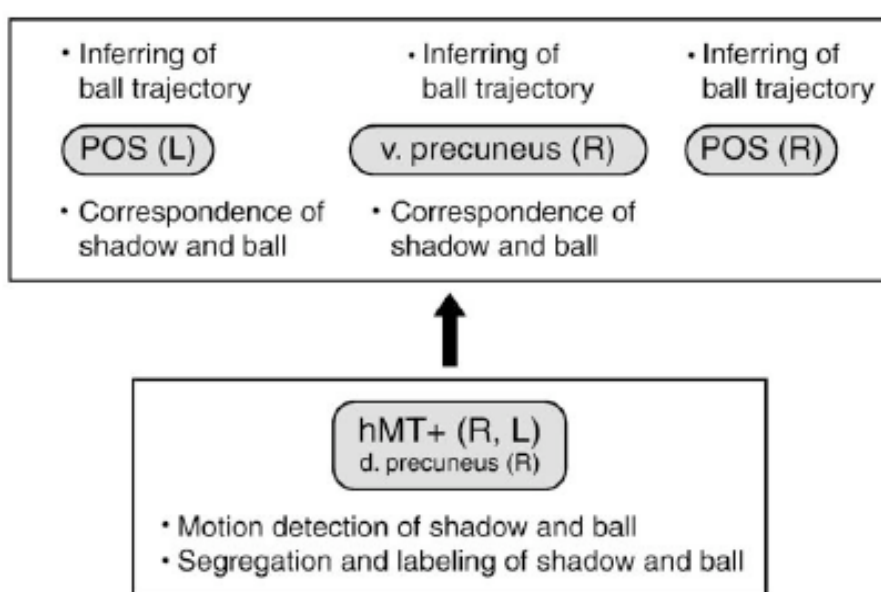 • Inferring of
ball trajectory
• Inferring of
ball trajectory
• Inferring of
ball trajectory
POS (L)
v. precuneus (R)
POS (R)
• Correspondence of
shadow and ball
• Correspondence of
shadow and ball
hMT+ (R, L)
d. precuneus (R)
• Motion detection of shadow and ball
• Segregation and labeling of shadow and ball